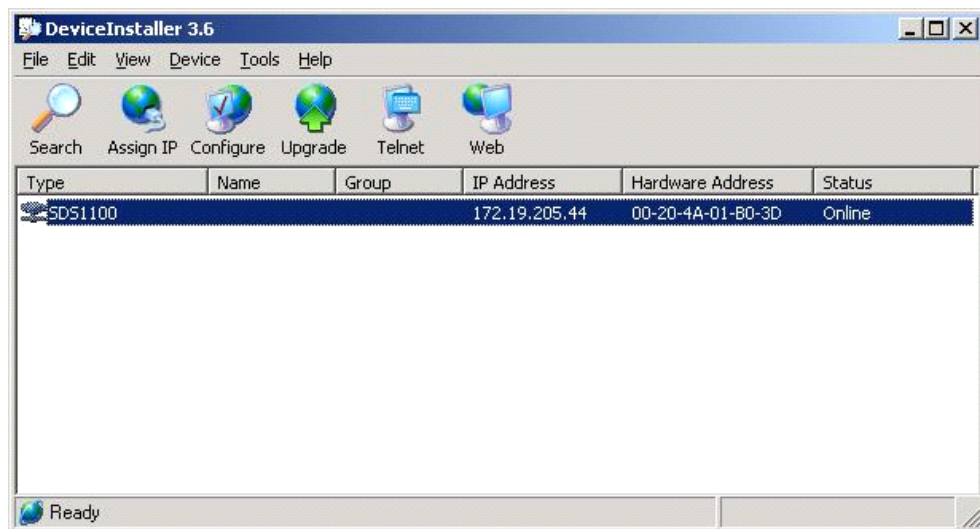 DeviceInstaller 3.6
File Edit View Device Tools Help
Search Assign IP Configure Upgrade Telnet Web
Type Name Group IP Address Hardware Address Status
SDS1100 172.19.205.44 00-20-4A-01-B0-3D Online
Ready